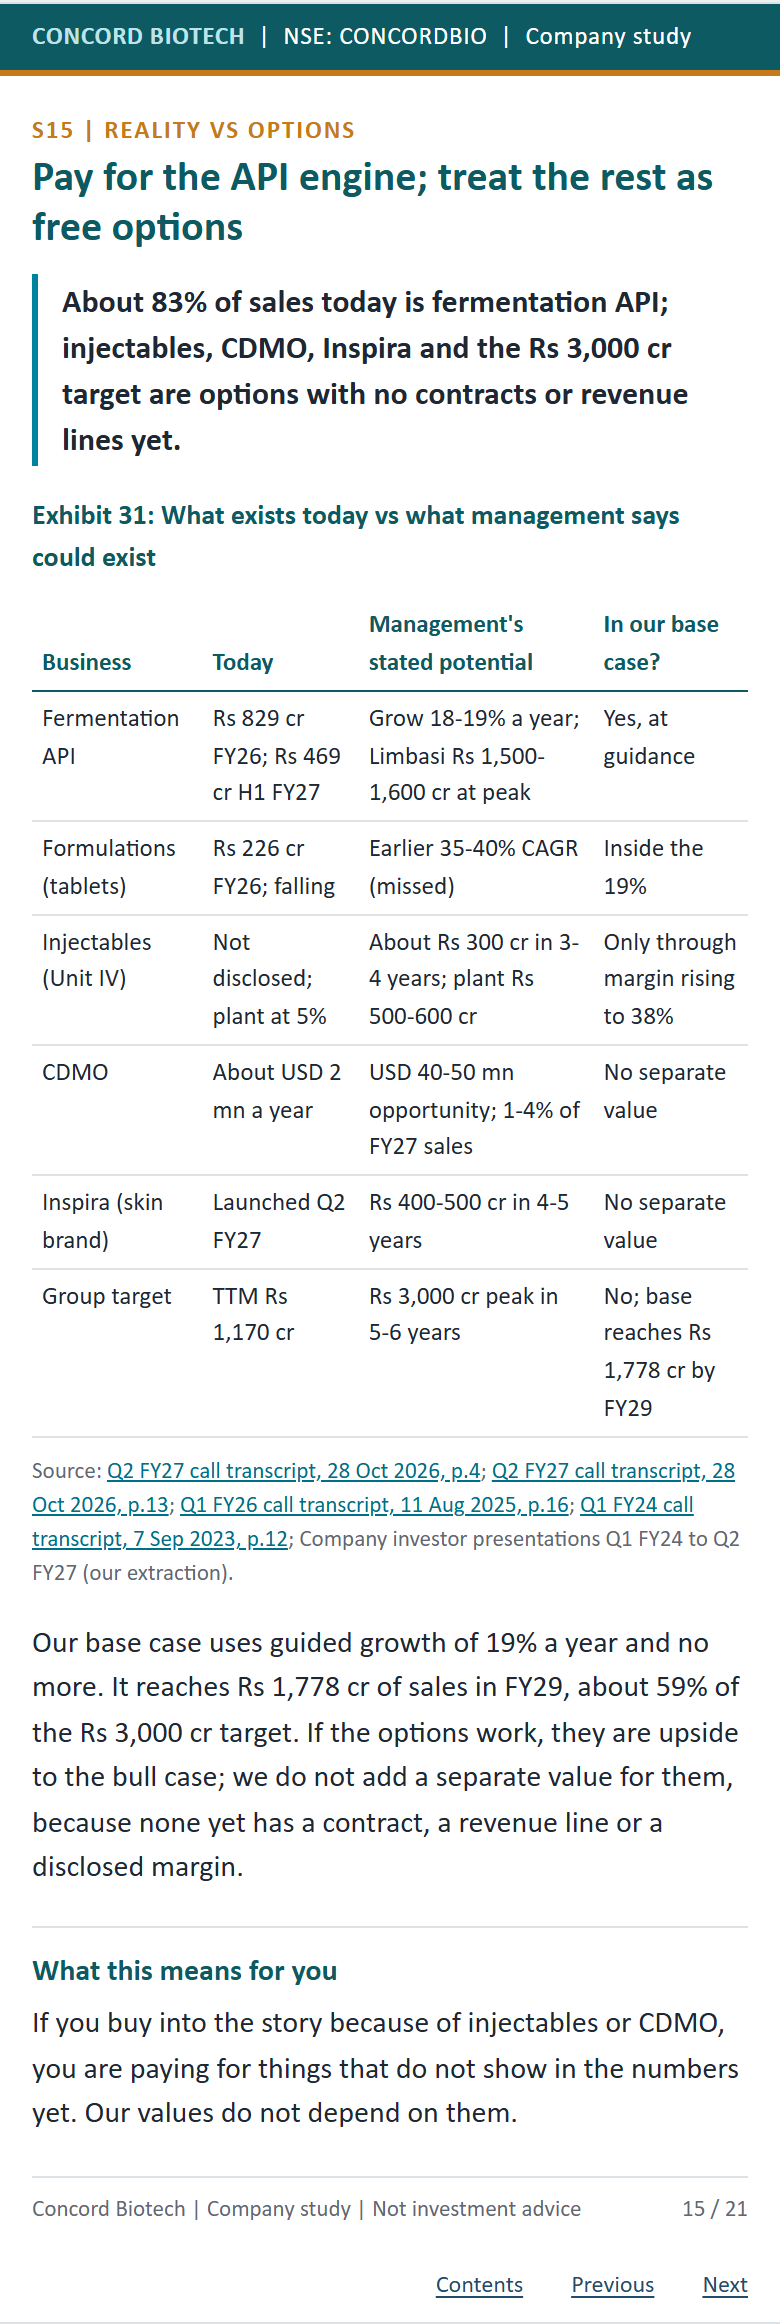 CONCORD BIOTECH | NSE: CONCORDBIO | Company study
S15 | REALITY VS OPTIONS
Pay for the API engine; treat the rest as
free options
About 83% of sales today is fermentation API;
injectables, CDMO, Inspira and the Rs 3,000 cr
target are options with no contracts or revenue
lines yet.
Exhibit 31: What exists today vs what management says
could exist
Business | Today | Management's stated potential | In our base case?
Fermentation API | Rs 829 cr FY26; Rs 469 cr H1 FY27 | Grow 18-19% a year; Limbasi Rs 1,500-1,600 cr at peak | Yes, at guidance
Formulations (tablets) | Rs 226 cr FY26; falling | Earlier 35-40% CAGR (missed) | Inside the 19%
Injectables (Unit IV) | Not disclosed; plant at 5% | About Rs 300 cr in 3-4 years; plant Rs 500-600 cr | Only through margin rising to 38%
CDMO | About USD 2 mn a year | USD 40-50 mn opportunity; 1-4% of FY27 sales | No separate value
Inspira (skin brand) | Launched Q2 FY27 | Rs 400-500 cr in 4-5 years | No separate value
Group target | TTM Rs 1,170 cr | Rs 3,000 cr peak in 5-6 years | No; base reaches Rs 1,778 cr by FY29
Source: Q2 FY27 call transcript, 28 Oct 2026, p.4; Q2 FY27 call transcript, 28
Oct 2026, p.13; Q1 FY26 call transcript, 11 Aug 2025, p.16; Q1 FY24 call
transcript, 7 Sep 2023, p.12; Company investor presentations Q1 FY24 to Q2
FY27 (our extraction).
Our base case uses guided growth of 19% a year and no
more. It reaches Rs 1,778 cr of sales in FY29, about 59% of
the Rs 3,000 cr target. If the options work, they are upside
to the bull case; we do not add a separate value for them,
because none yet has a contract, a revenue line or a
disclosed margin.
What this means for you
If you buy into the story because of injectables or CDMO,
you are paying for things that do not show in the numbers
yet. Our values do not depend on them.
Concord Biotech | Company study | Not investment advice 15 / 21
Contents Previous Next